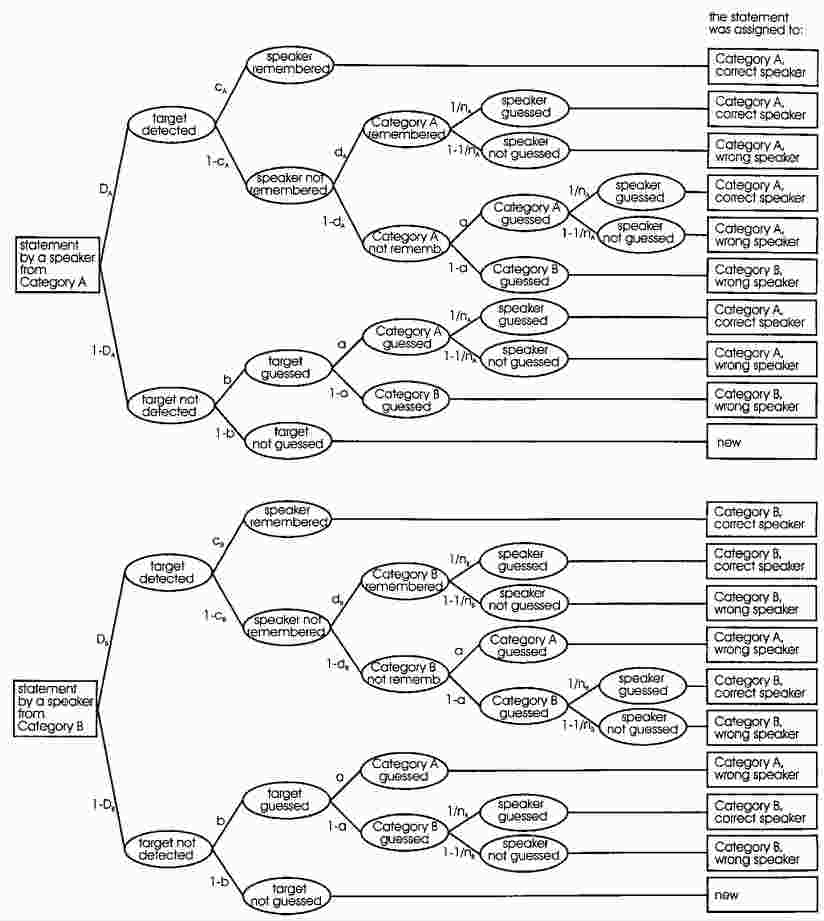 the statement
was assigned to:
speaker
remembered
Category A,
correct speaker
c_A
target
detected
1/n_A
speaker
guessed
Category A,
correct speaker
Category A
remembered
d_A
1-c_A
1-1/n_A
speaker
not guessed
Category A,
wrong speaker
speaker not
remembered
D_A
1/n_A
speaker
guessed
Category A,
correct speaker
1-d_A
a
Category A
guessed
1-1/n_A
speaker
not guessed
Category A,
wrong speaker
Category A
not rememb.
statement
by a speaker
from
Category A
1-a
Category B
guessed
Category B,
wrong speaker
1/n_A
speaker
guessed
Category A,
correct speaker
a
Category A
guessed
1-D_A
1-1/n_A
speaker
not guessed
Category A,
wrong speaker
b
target
guessed
1-a
Category B
guessed
Category B,
wrong speaker
target not
detected
1-b
target
not guessed
new
speaker
remembered
Category B,
correct speaker
c_B
target
detected
1/n_B
speaker
guessed
Category B,
correct speaker
Category B
remembered
d_B
1-c_B
1-1/n_B
speaker
not guessed
Category B,
wrong speaker
speaker not
remembered
D_B
a
Category A
guessed
Category A,
wrong speaker
1-d_B
Category B
not rememb.
1/n_B
speaker
guessed
Category B,
correct speaker
1-a
Category B
guessed
1-1/n_B
speaker
not guessed
Category B,
wrong speaker
statement
by a speaker
from
Category B
a
Category A
guessed
Category A,
wrong speaker
1-D_B
b
target
guessed
1-a
Category B
guessed
1/n_A
speaker
guessed
Category B,
correct speaker
1-1/n_B
speaker
not guessed
Category B,
wrong speaker
target not
detected
1-b
target
not guessed
new